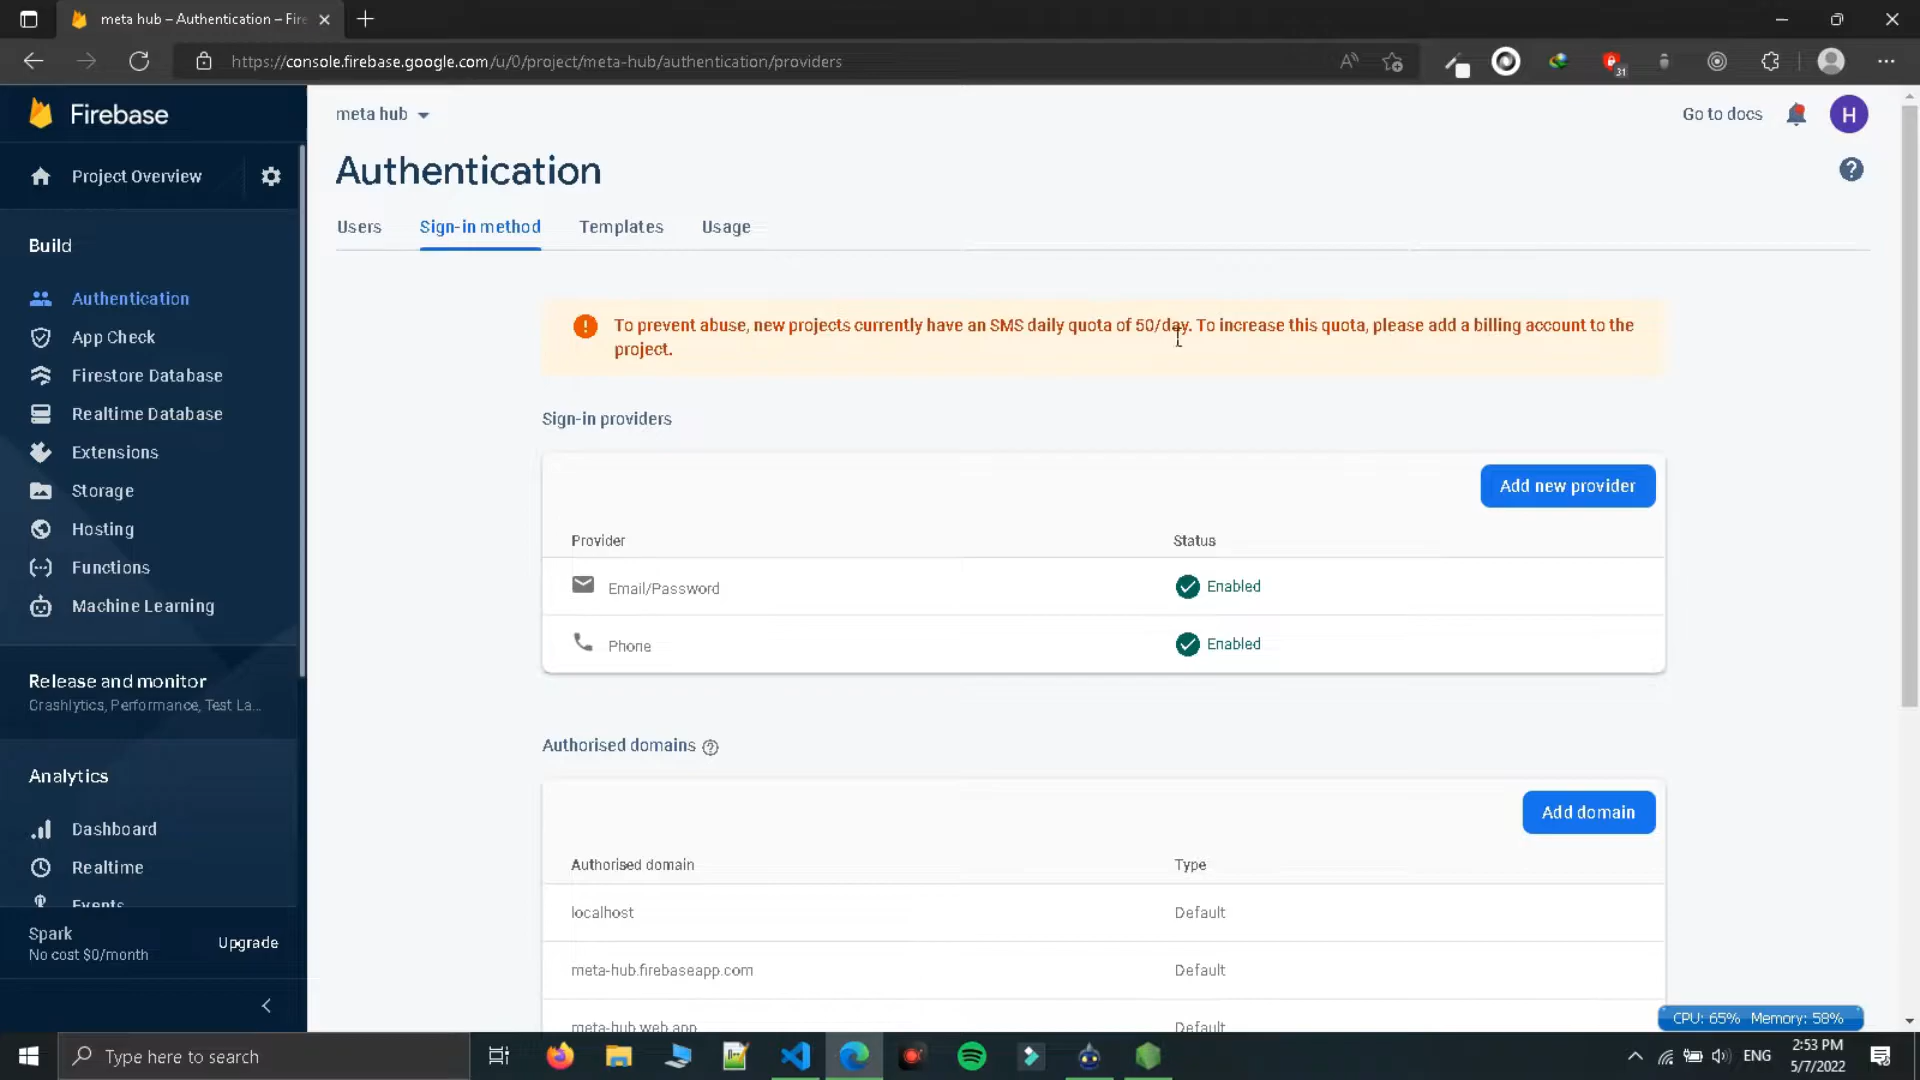 meta hub – Authentication – Fire
https://console.firebase.google.com/u/0/project/meta-hub/authentication/providers
31
Firebase
meta hub
Go to docs
H
Project Overview
Authentication
Users
Sign-in method
Templates
Usage
Build
Authentication
App Check
Firestore Database
Realtime Database
Extensions
Storage
Hosting
Functions
Machine Learning
Release and monitor
Crashlytics, Performance, Test La...
Analytics
Dashboard
Realtime
Events
Spark
No cost $0/month
Upgrade
To prevent abuse, new projects currently have an SMS daily quota of 50/day. To increase this quota, please add a billing account to the
project.
Sign-in providers
Add new provider
Provider
Status
Email/Password
Enabled
Phone
Enabled
Authorised domains
Add domain
Authorised domain
Type
localhost
Default
meta-hub.firebaseapp.com
Default
meta-hub.web.app
Default
CPU: 65% Memory: 58%
Type here to search
ENG
2:53 PM
5/7/2022